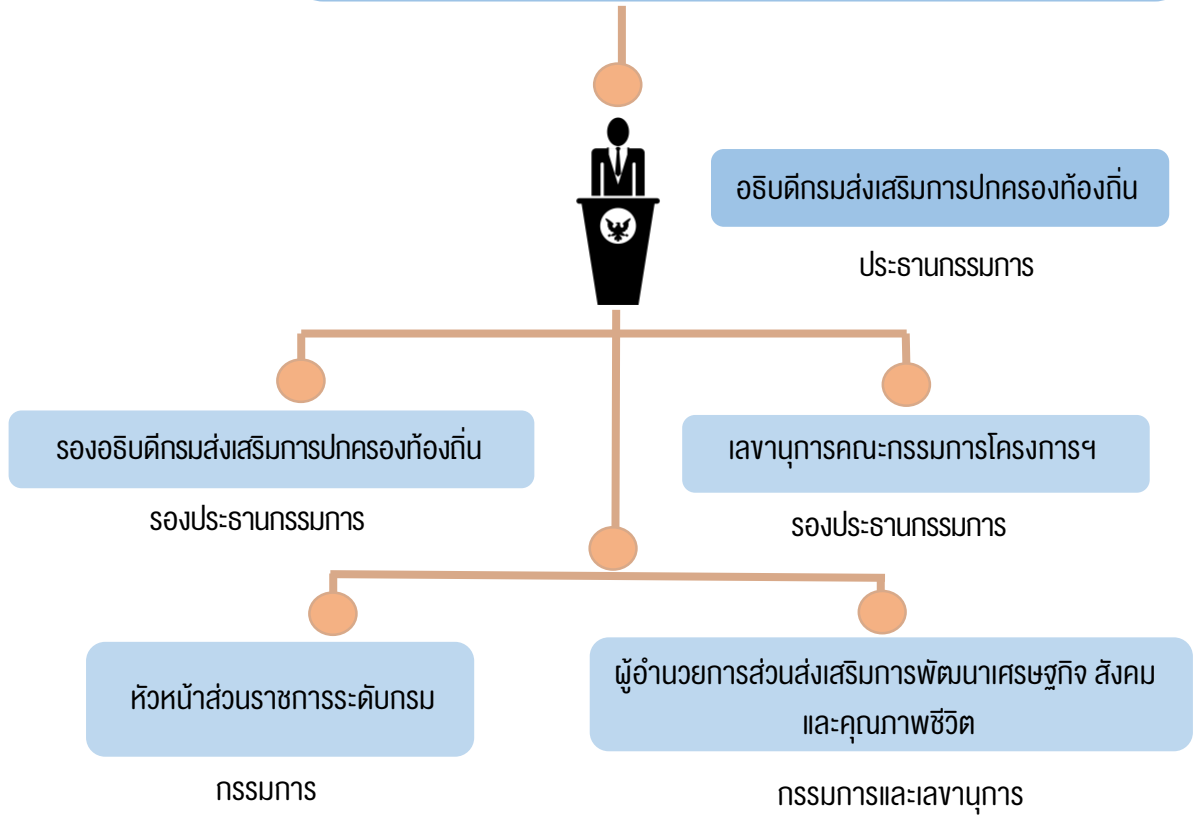 อธิบดีกรมส่งเสริมการปกครองท้องถิ่น
ประธานกรรมการ
รองอธิบดีกรมส่งเสริมการปกครองท้องถิ่น
รองประธานกรรมการ
เลขานุการคณะกรรมการโครงการฯ
รองประธานกรรมการ
หัวหน้าส่วนราชการระดับกรม
กรรมการ
ผู้อำนวยการส่วนส่งเสริมการพัฒนาเศรษฐกิจ สังคม
และคุณภาพชีวิต
กรรมการและเลขานุการ